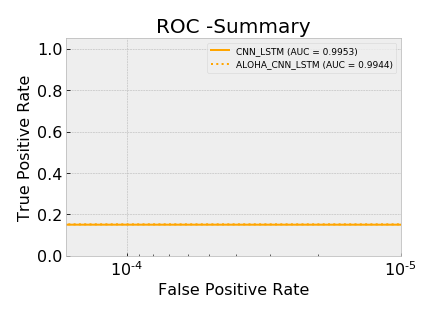 ROC -Summary
CNN_LSTM (AUC = 0.9953)
ALOHA_CNN_LSTM (AUC = 0.9944)
True Positive Rate
1.0
0.8
0.6
0.4
0.2
0.0
10^-4
10^-5
False Positive Rate